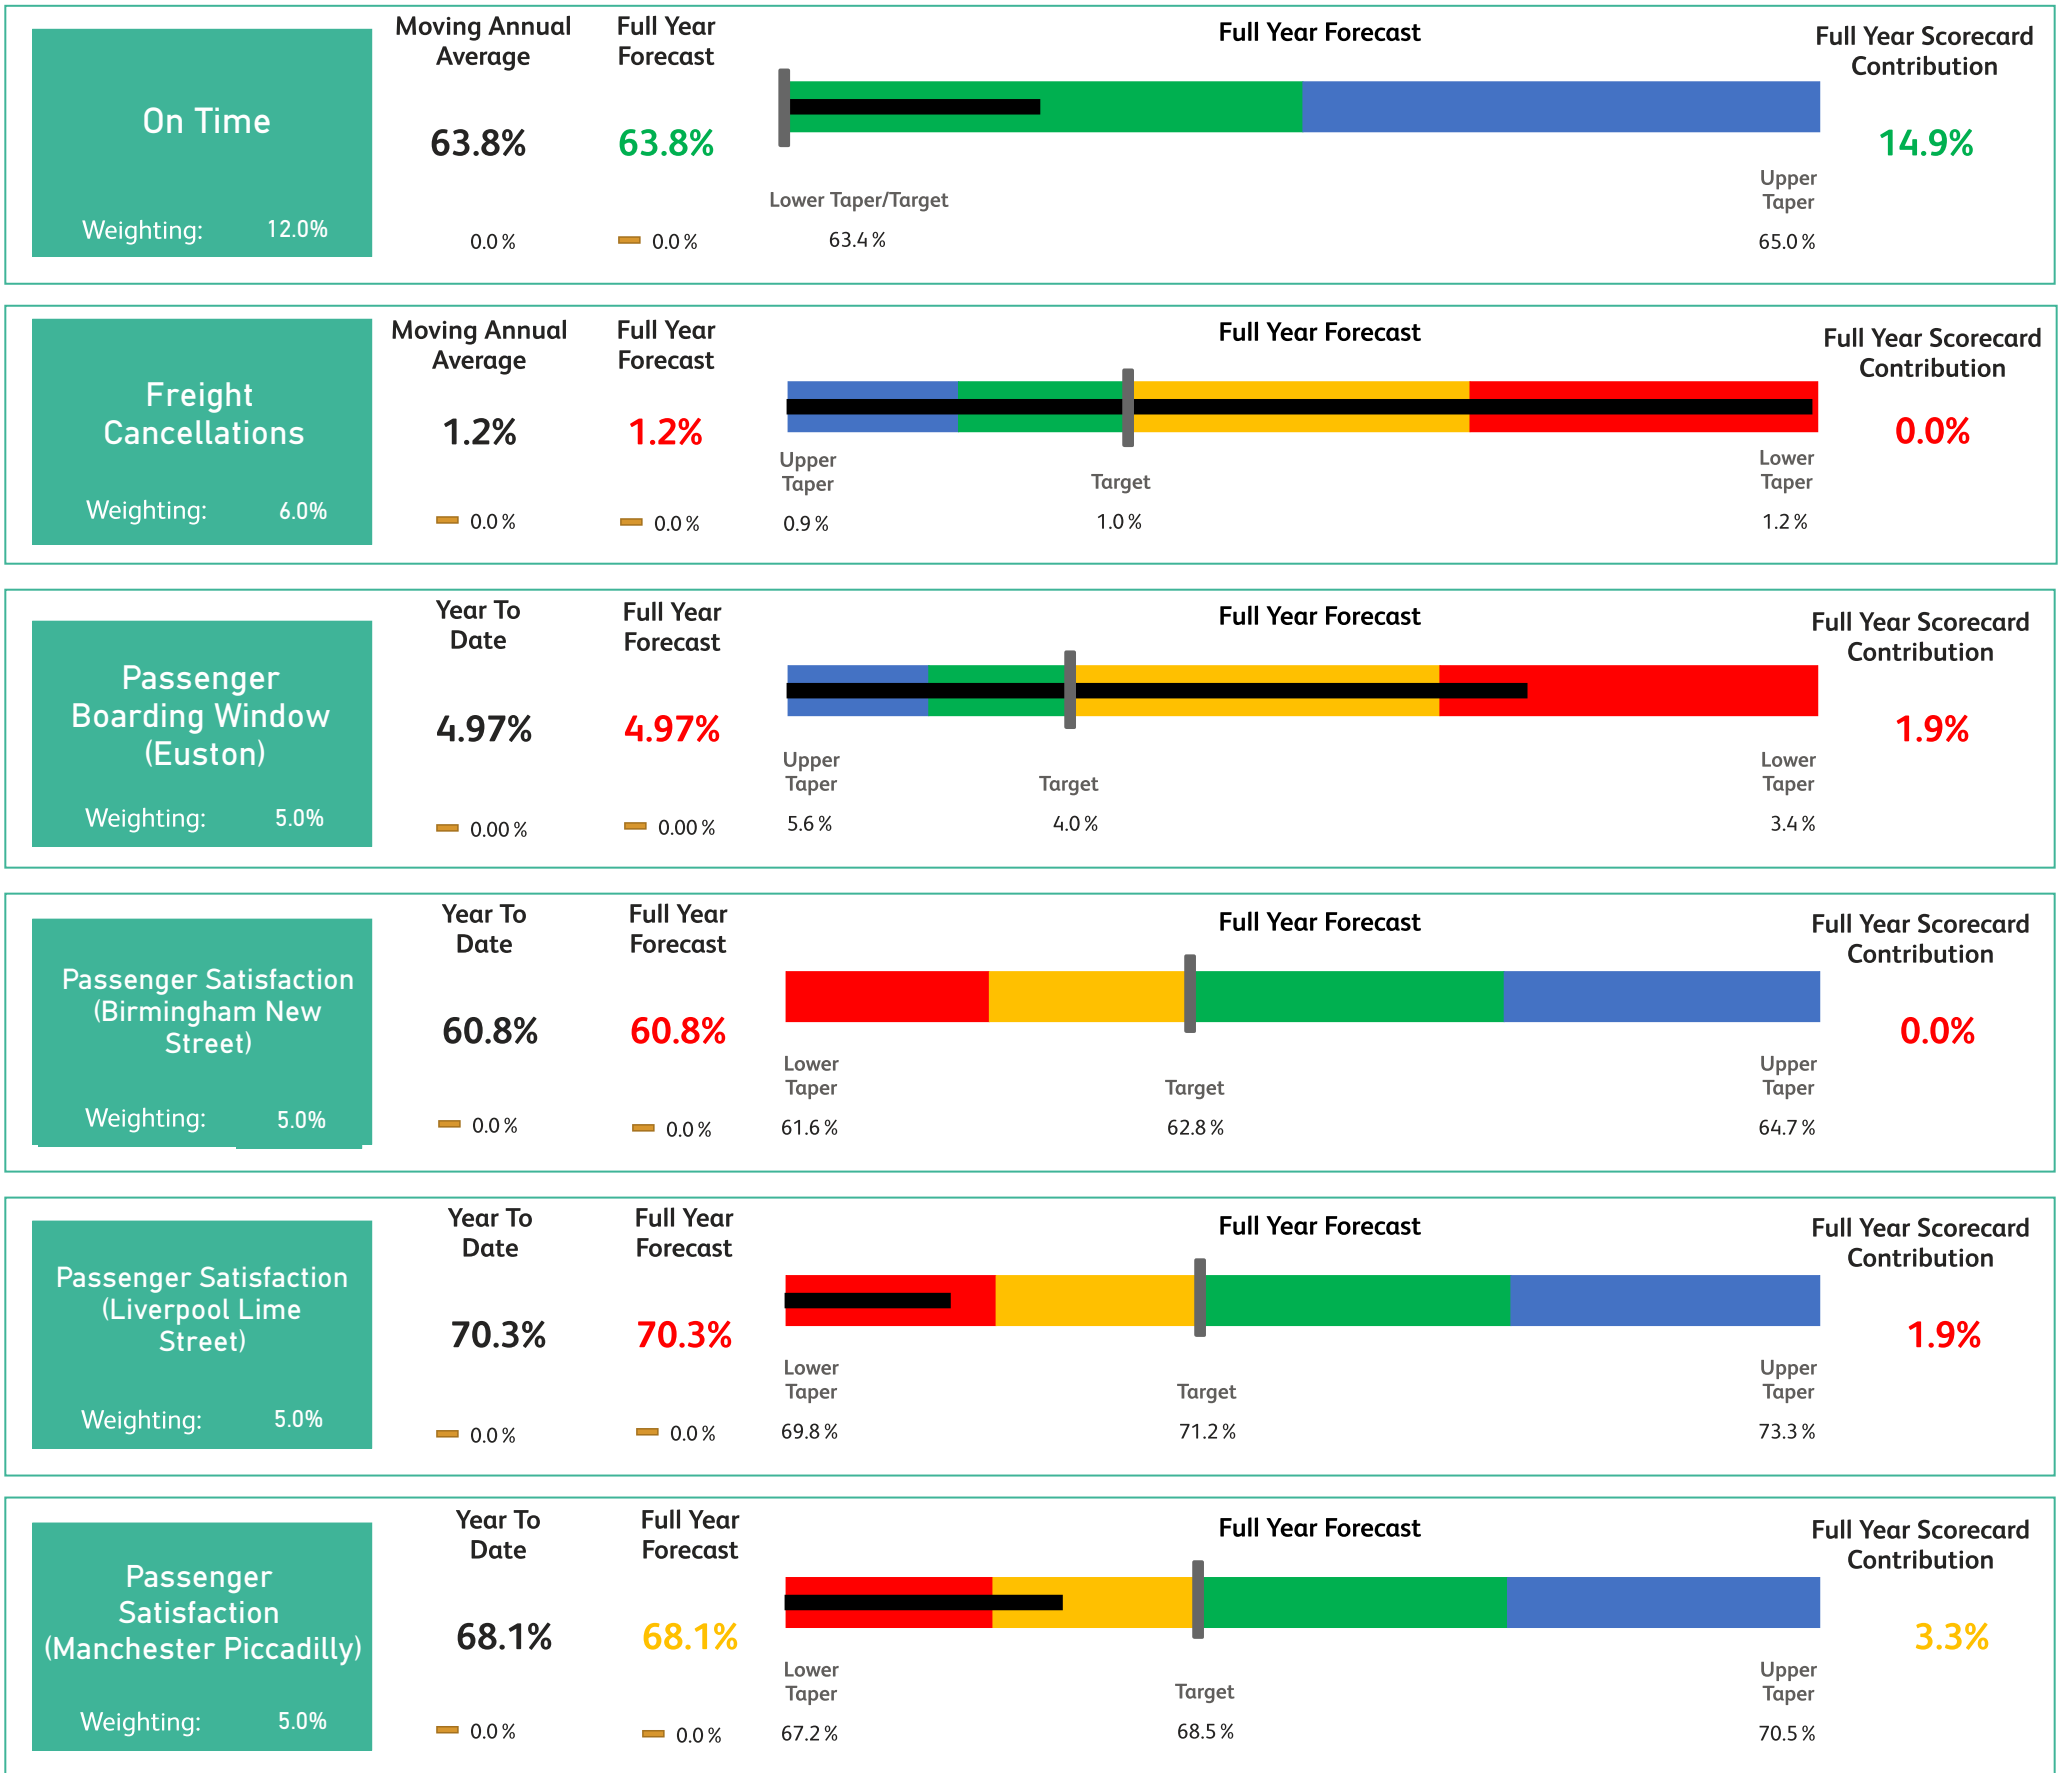 On Time
Weighting: 12.0%
Moving Annual
Average
63.8%
0.0 %
Full Year
Forecast
63.8%
0.0 %
Full Year Forecast
Lower Taper/Target
63.4 %
Upper
Taper
65.0 %
Full Year Scorecard
Contribution
14.9%
Freight
Cancellations
Weighting: 6.0%
Moving Annual
Average
1.2%
0.0 %
Full Year
Forecast
1.2%
0.0 %
Full Year Forecast
Upper
Taper
0.9 %
Target
1.0 %
Lower
Taper
1.2 %
Full Year Scorecard
Contribution
0.0%
Passenger
Boarding Window
(Euston)
Weighting: 5.0%
Year To
Date
4.97%
0.00 %
Full Year
Forecast
4.97%
0.00 %
Full Year Forecast
Upper
Taper
5.6 %
Target
4.0 %
Lower
Taper
3.4 %
Full Year Scorecard
Contribution
1.9%
Passenger Satisfaction
(Birmingham New
Street)
Weighting: 5.0%
Year To
Date
60.8%
0.0 %
Full Year
Forecast
60.8%
0.0 %
Full Year Forecast
Lower
Taper
61.6 %
Target
62.8 %
Upper
Taper
64.7 %
Full Year Scorecard
Contribution
0.0%
Passenger Satisfaction
(Liverpool Lime
Street)
Weighting: 5.0%
Year To
Date
70.3%
0.0 %
Full Year
Forecast
70.3%
0.0 %
Full Year Forecast
Lower
Taper
69.8 %
Target
71.2 %
Upper
Taper
73.3 %
Full Year Scorecard
Contribution
1.9%
Passenger
Satisfaction
(Manchester Piccadilly)
Weighting: 5.0%
Year To
Date
68.1%
0.0 %
Full Year
Forecast
68.1%
0.0 %
Full Year Forecast
Lower
Taper
67.2 %
Target
68.5 %
Upper
Taper
70.5 %
Full Year Scorecard
Contribution
3.3%